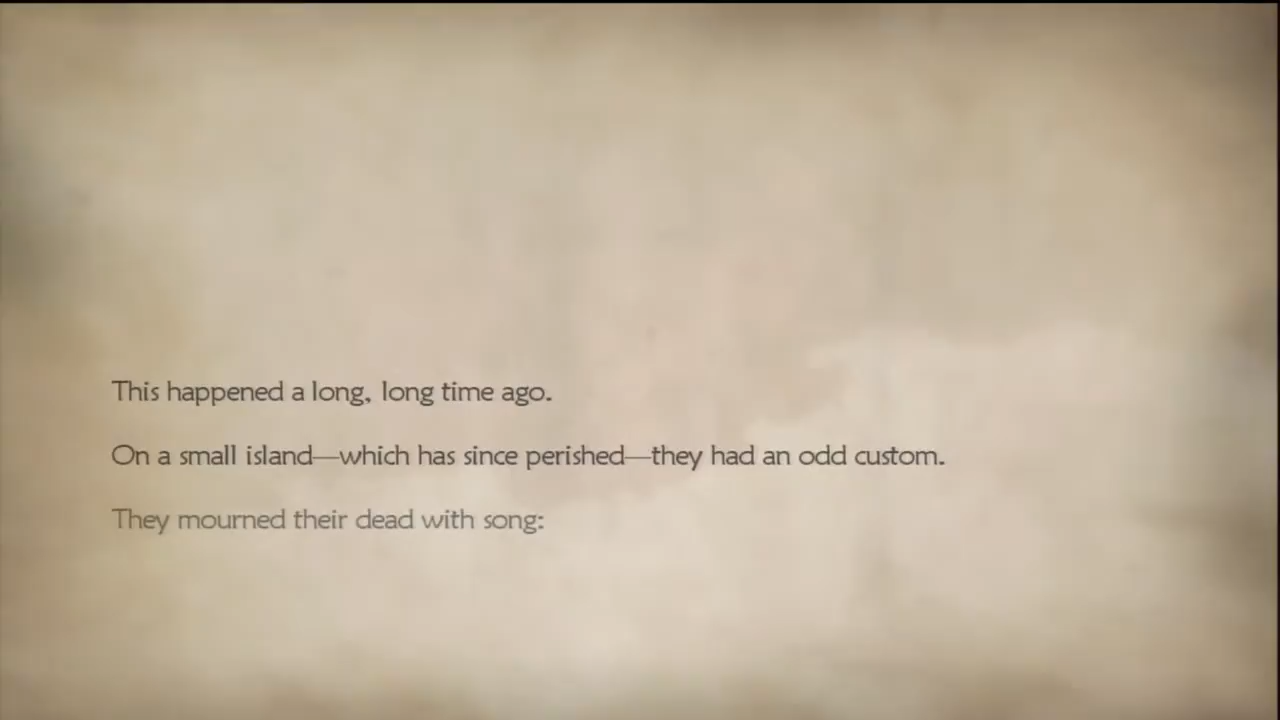 This happened a long, long time ago.
On a small island—which has since perished—they had an odd custom.
They mourned their dead with song: